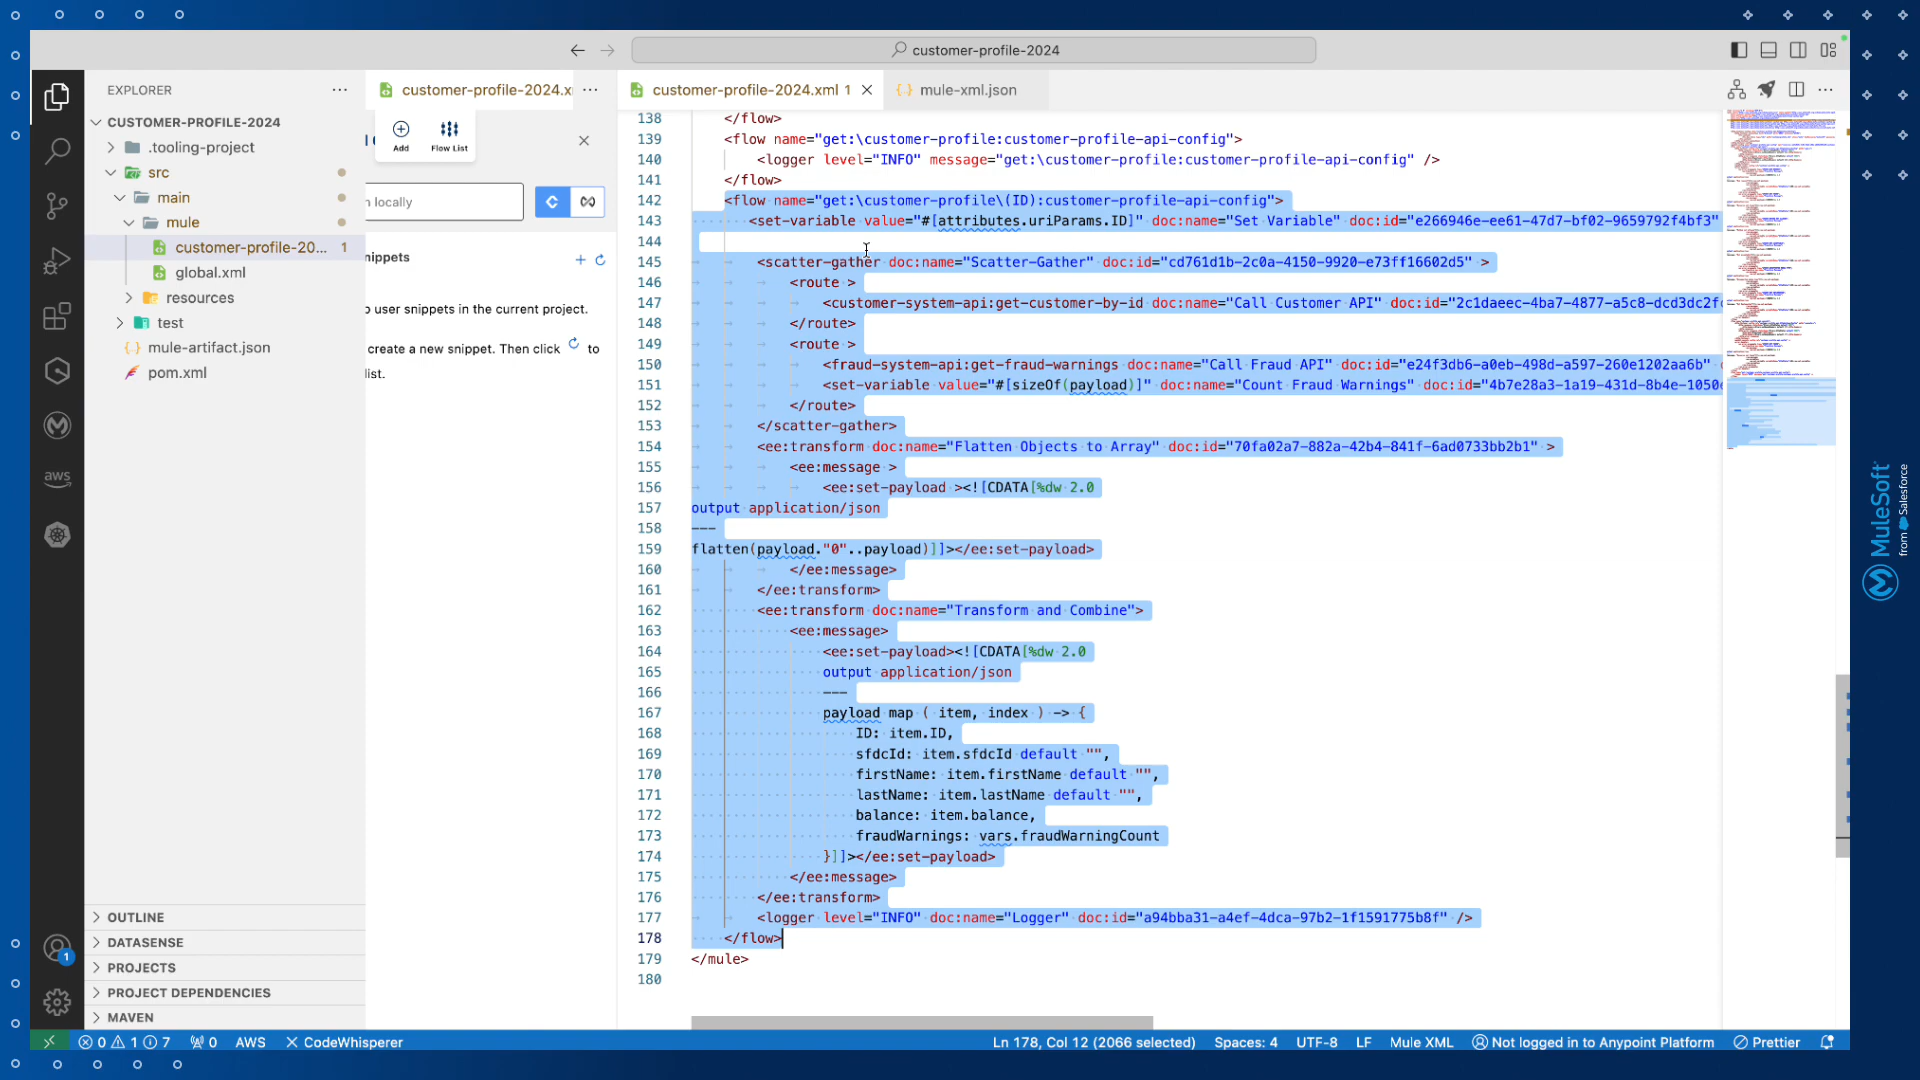 customer-profile-2024
EXPLORER
CUSTOMER-PROFILE-2024
.tooling-project
src
main
mule
customer-profile-20... 1
global.xml
resources
test
mule-artifact.json
pom.xml
OUTLINE
DATASENSE
PROJECTS
PROJECT DEPENDENCIES
MAVEN
customer-profile-2024.x
Add
Flow List
n locally
nippets
user snippets in the current project.
create a new snippet. Then click to
list.
customer-profile-2024.xml 1
mule-xml.json
138 </flow>
139 <flow name="get:\customer-profile:customer-profile-api-config">
140 <logger level="INFO" message="get:\customer-profile:customer-profile-api-config" />
141 </flow>
142 <flow name="get:\customer-profile\(ID):customer-profile-api-config">
143 <set-variable value="#[attributes.uriParams.ID]" doc:name="Set Variable" doc:id="e266946e-ee61-47d7-bf02-9659792f4bf3"
144
145 <scatter-gather doc:name="Scatter-Gather" doc:id="cd761d1b-2c0a-4150-9920-e73ff16602d5" >
146 <route >
147 <customer-system-api:get-customer-by-id doc:name="Call Customer API" doc:id="2c1daeec-4ba7-4877-a5c8-dcd3dc2f
148 </route>
149 <route >
150 <fraud-system-api:get-fraud-warnings doc:name="Call Fraud API" doc:id="e24f3db6-a0eb-498d-a597-260e1202aa6b"
151 <set-variable value="#[sizeOf(payload)]" doc:name="Count Fraud Warnings" doc:id="4b7e28a3-1a19-431d-8b4e-1050
152 </route>
153 </scatter-gather>
154 <ee:transform doc:name="Flatten Objects to Array" doc:id="70fa02a7-882a-42b4-841f-6ad0733bb2b1" >
155 <ee:message >
156 <ee:set-payload ><![CDATA[%dw 2.0
157 output application/json
158 ---
159 flatten(payload."0"..payload)]]></ee:set-payload>
160 </ee:message>
161 </ee:transform>
162 <ee:transform doc:name="Transform and Combine">
163 <ee:message>
164 <ee:set-payload><![CDATA[%dw 2.0
165 output application/json
166 ---
167 payload map ( item, index ) -> {
168 ID: item.ID,
169 sfdcId: item.sfdcId default "",
170 firstName: item.firstName default "",
171 lastName: item.lastName default "",
172 balance: item.balance,
173 fraudWarnings: vars.fraudWarningCount
174 }]]></ee:set-payload>
175 </ee:message>
176 </ee:transform>
177 <logger level="INFO" doc:name="Logger" doc:id="a94bba31-a4ef-4dca-97b2-1f1591775b8f" />
178 </flow>
179 </mule>
180
aws
1
0 1 7
0
AWS
CodeWhisperer
Ln 178, Col 12 (2066 selected)
Spaces: 4
UTF-8
LF
Mule XML
Not logged in to Anypoint Platform
Prettier
MuleSoft
from Salesforce